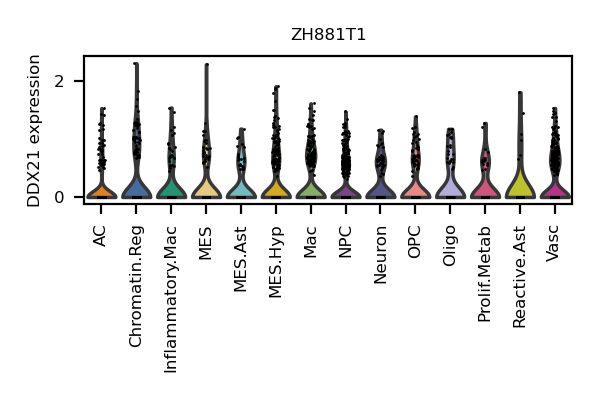 ZH881T1
DDX21 expression
2
0
AC
Chromatin.Reg
Inflammatory.Mac
MES
MES.Ast
MES.Hyp
Mac
NPC
Neuron
OPC
Oligo
Prolif.Metab
Reactive.Ast
Vasc